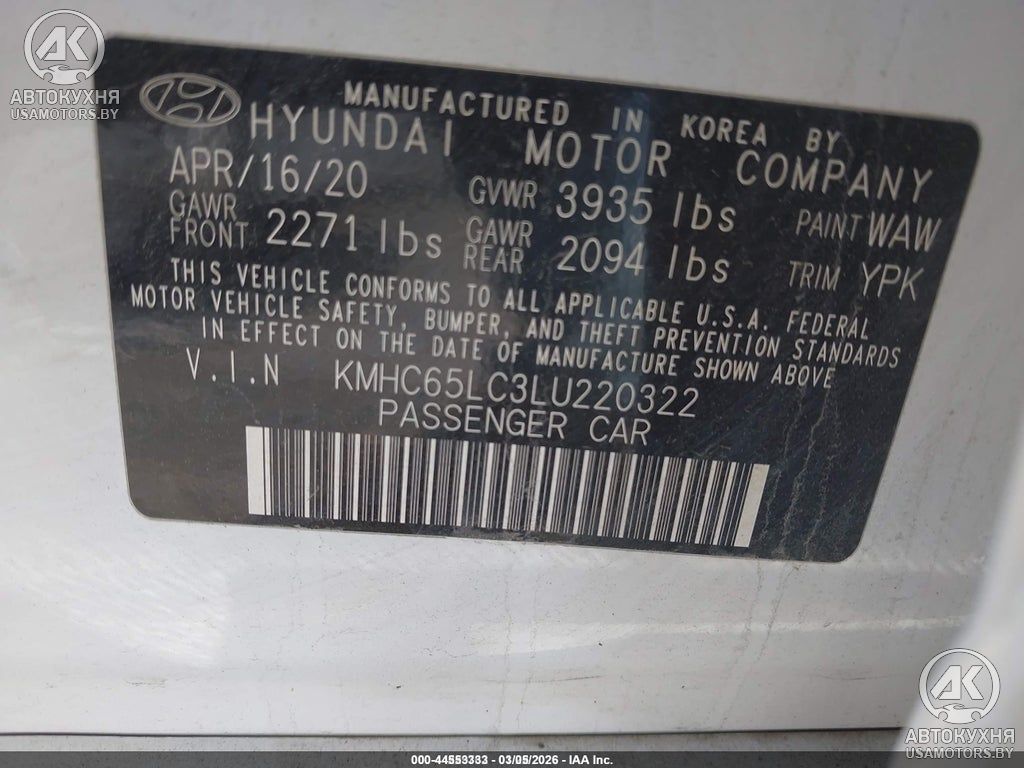 AK
АВТОКУХНЯ
USAMOTORS.BY
MANUFACTURED IN KOREA BY
HYUNDAI MOTOR COMPANY
APR/16/20 GVWR 3935 lbs PAINT WAW
GAWR FRONT 2271 lbs GAWR REAR 2094 lbs TRIM YPK
THIS VEHICLE CONFORMS TO ALL APPLICABLE U.S.A. FEDERAL
MOTOR VEHICLE SAFETY, BUMPER, AND THEFT PREVENTION STANDARDS
IN EFFECT ON THE DATE OF MANUFACTURE SHOWN ABOVE
V.I.N KMHC65LC3LU220322
PASSENGER CAR
AK
АВТОКУХНЯ
USAMOTORS.BY
000-44553333 - 03/05/2026 - IAA Inc.